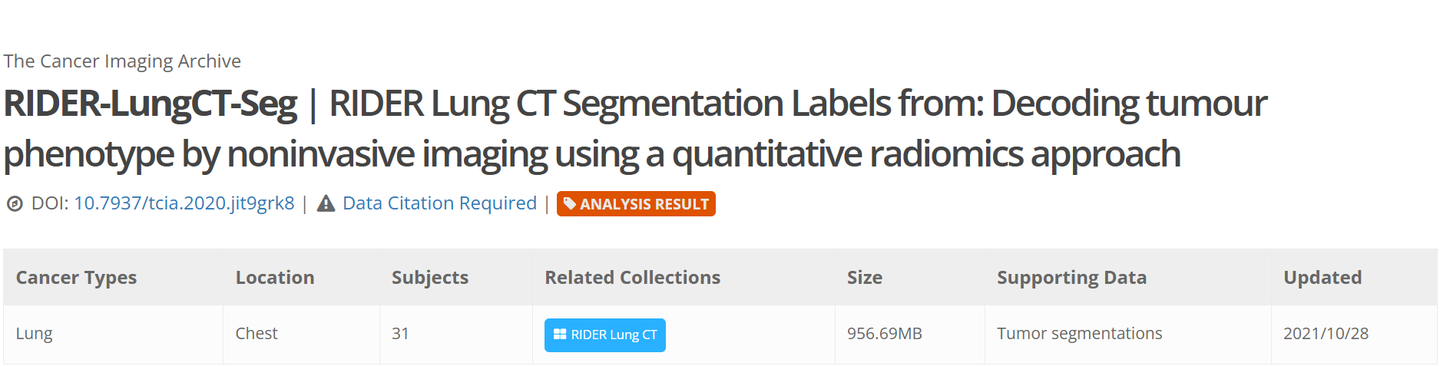 The Cancer Imaging Archive
RIDER-LungCT-Seg | RIDER Lung CT Segmentation Labels from: Decoding tumour
phenotype by noninvasive imaging using a quantitative radiomics approach
DOI: 10.7937/tcia.2020.jit9grk8 | Data Citation Required | ANALYSIS RESULT
Cancer Types Location Subjects Related Collections Size Supporting Data Updated
Lung Chest 31 RIDER Lung CT 956.69MB Tumor segmentations 2021/10/28